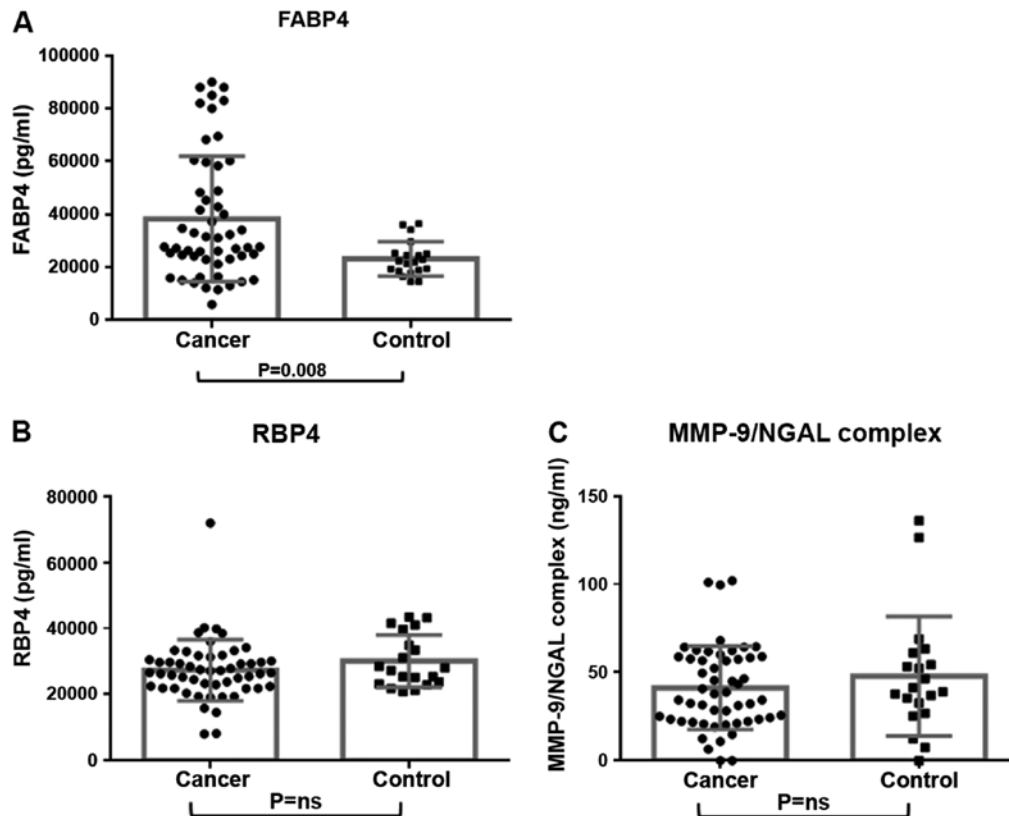 A
FABP4
FABP4 (pg/ml)
100000
80000
60000
40000
20000
0
Cancer Control
P=0.008
B
RBP4
RBP4 (pg/ml)
80000
60000
40000
20000
0
Cancer Control
P=ns
C
MMP-9/NGAL complex
MMP-9/NGAL complex (ng/ml)
150
100
50
0
Cancer Control
P=ns